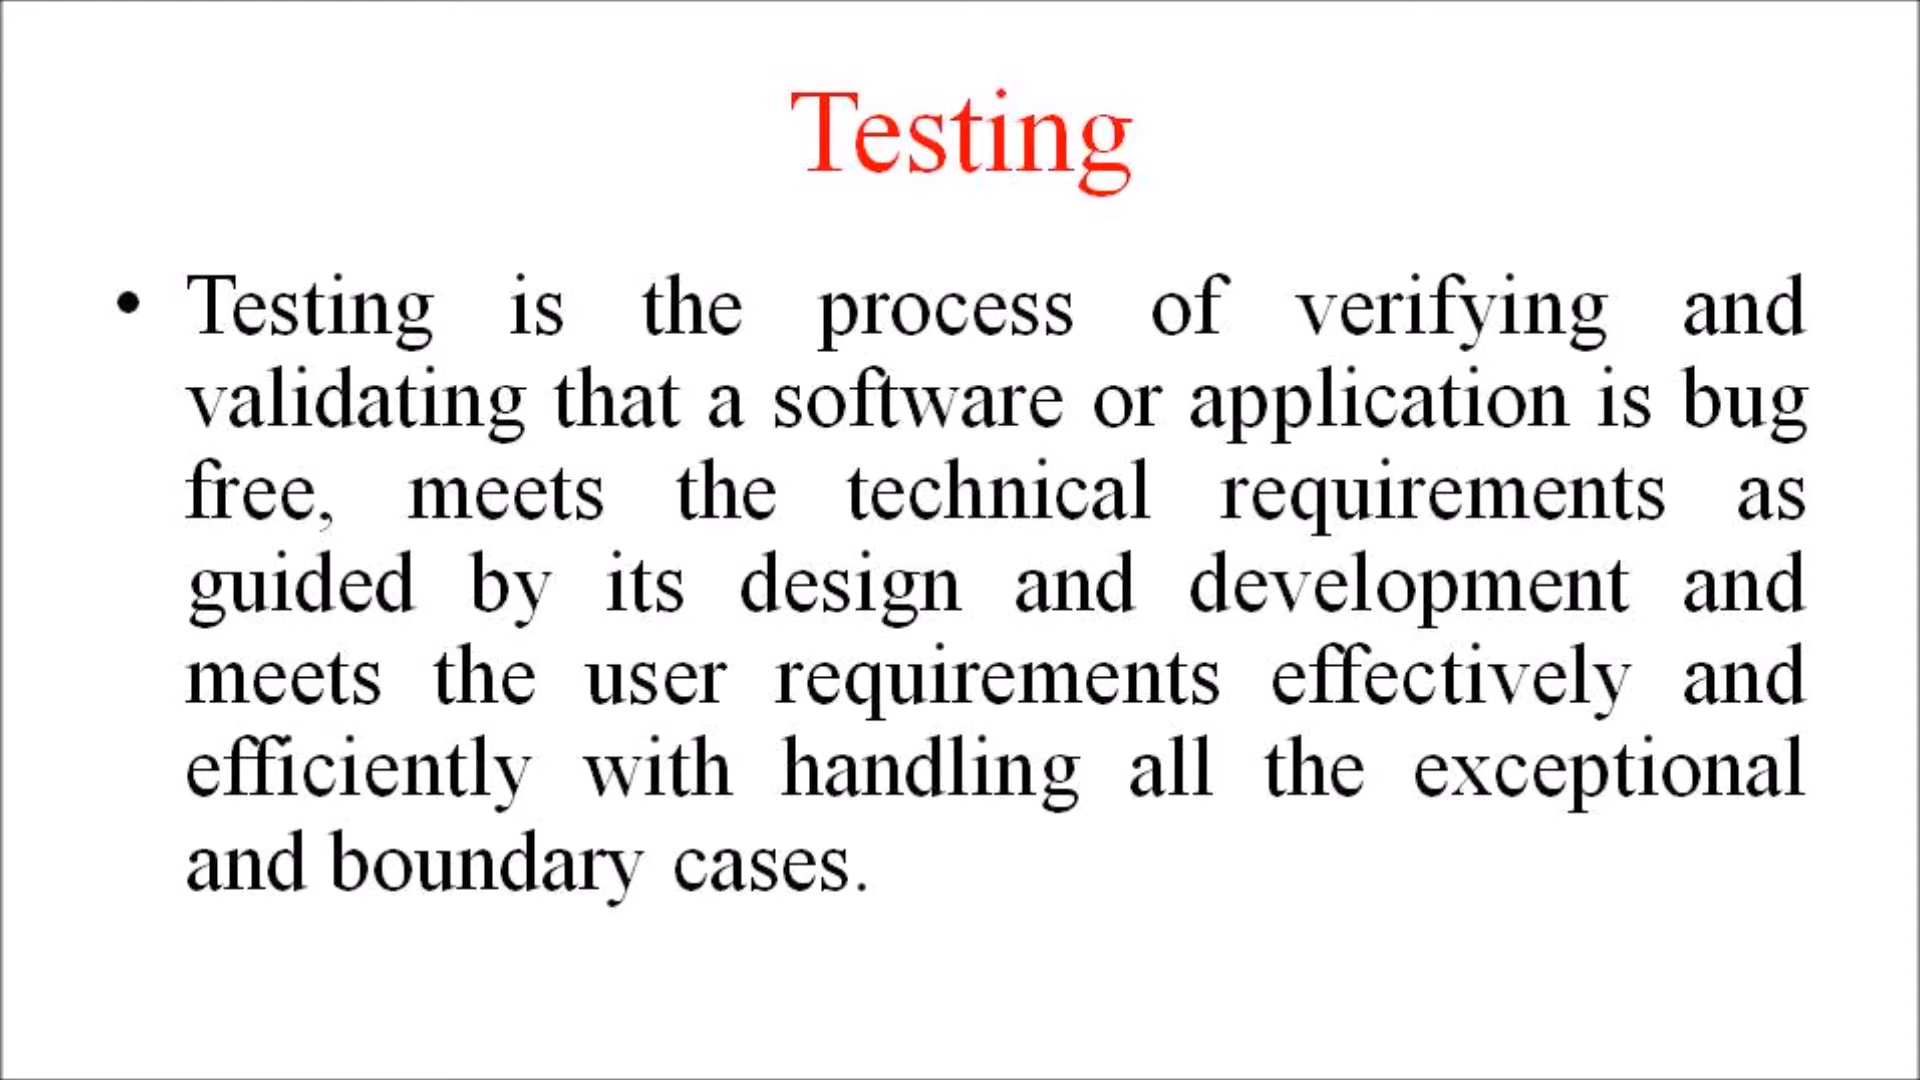 Testing
• Testing is the process of verifying and
validating that a software or application is bug
free, meets the technical requirements as
guided by its design and development and
meets the user requirements effectively and
efficiently with handling all the exceptional
and boundary cases.